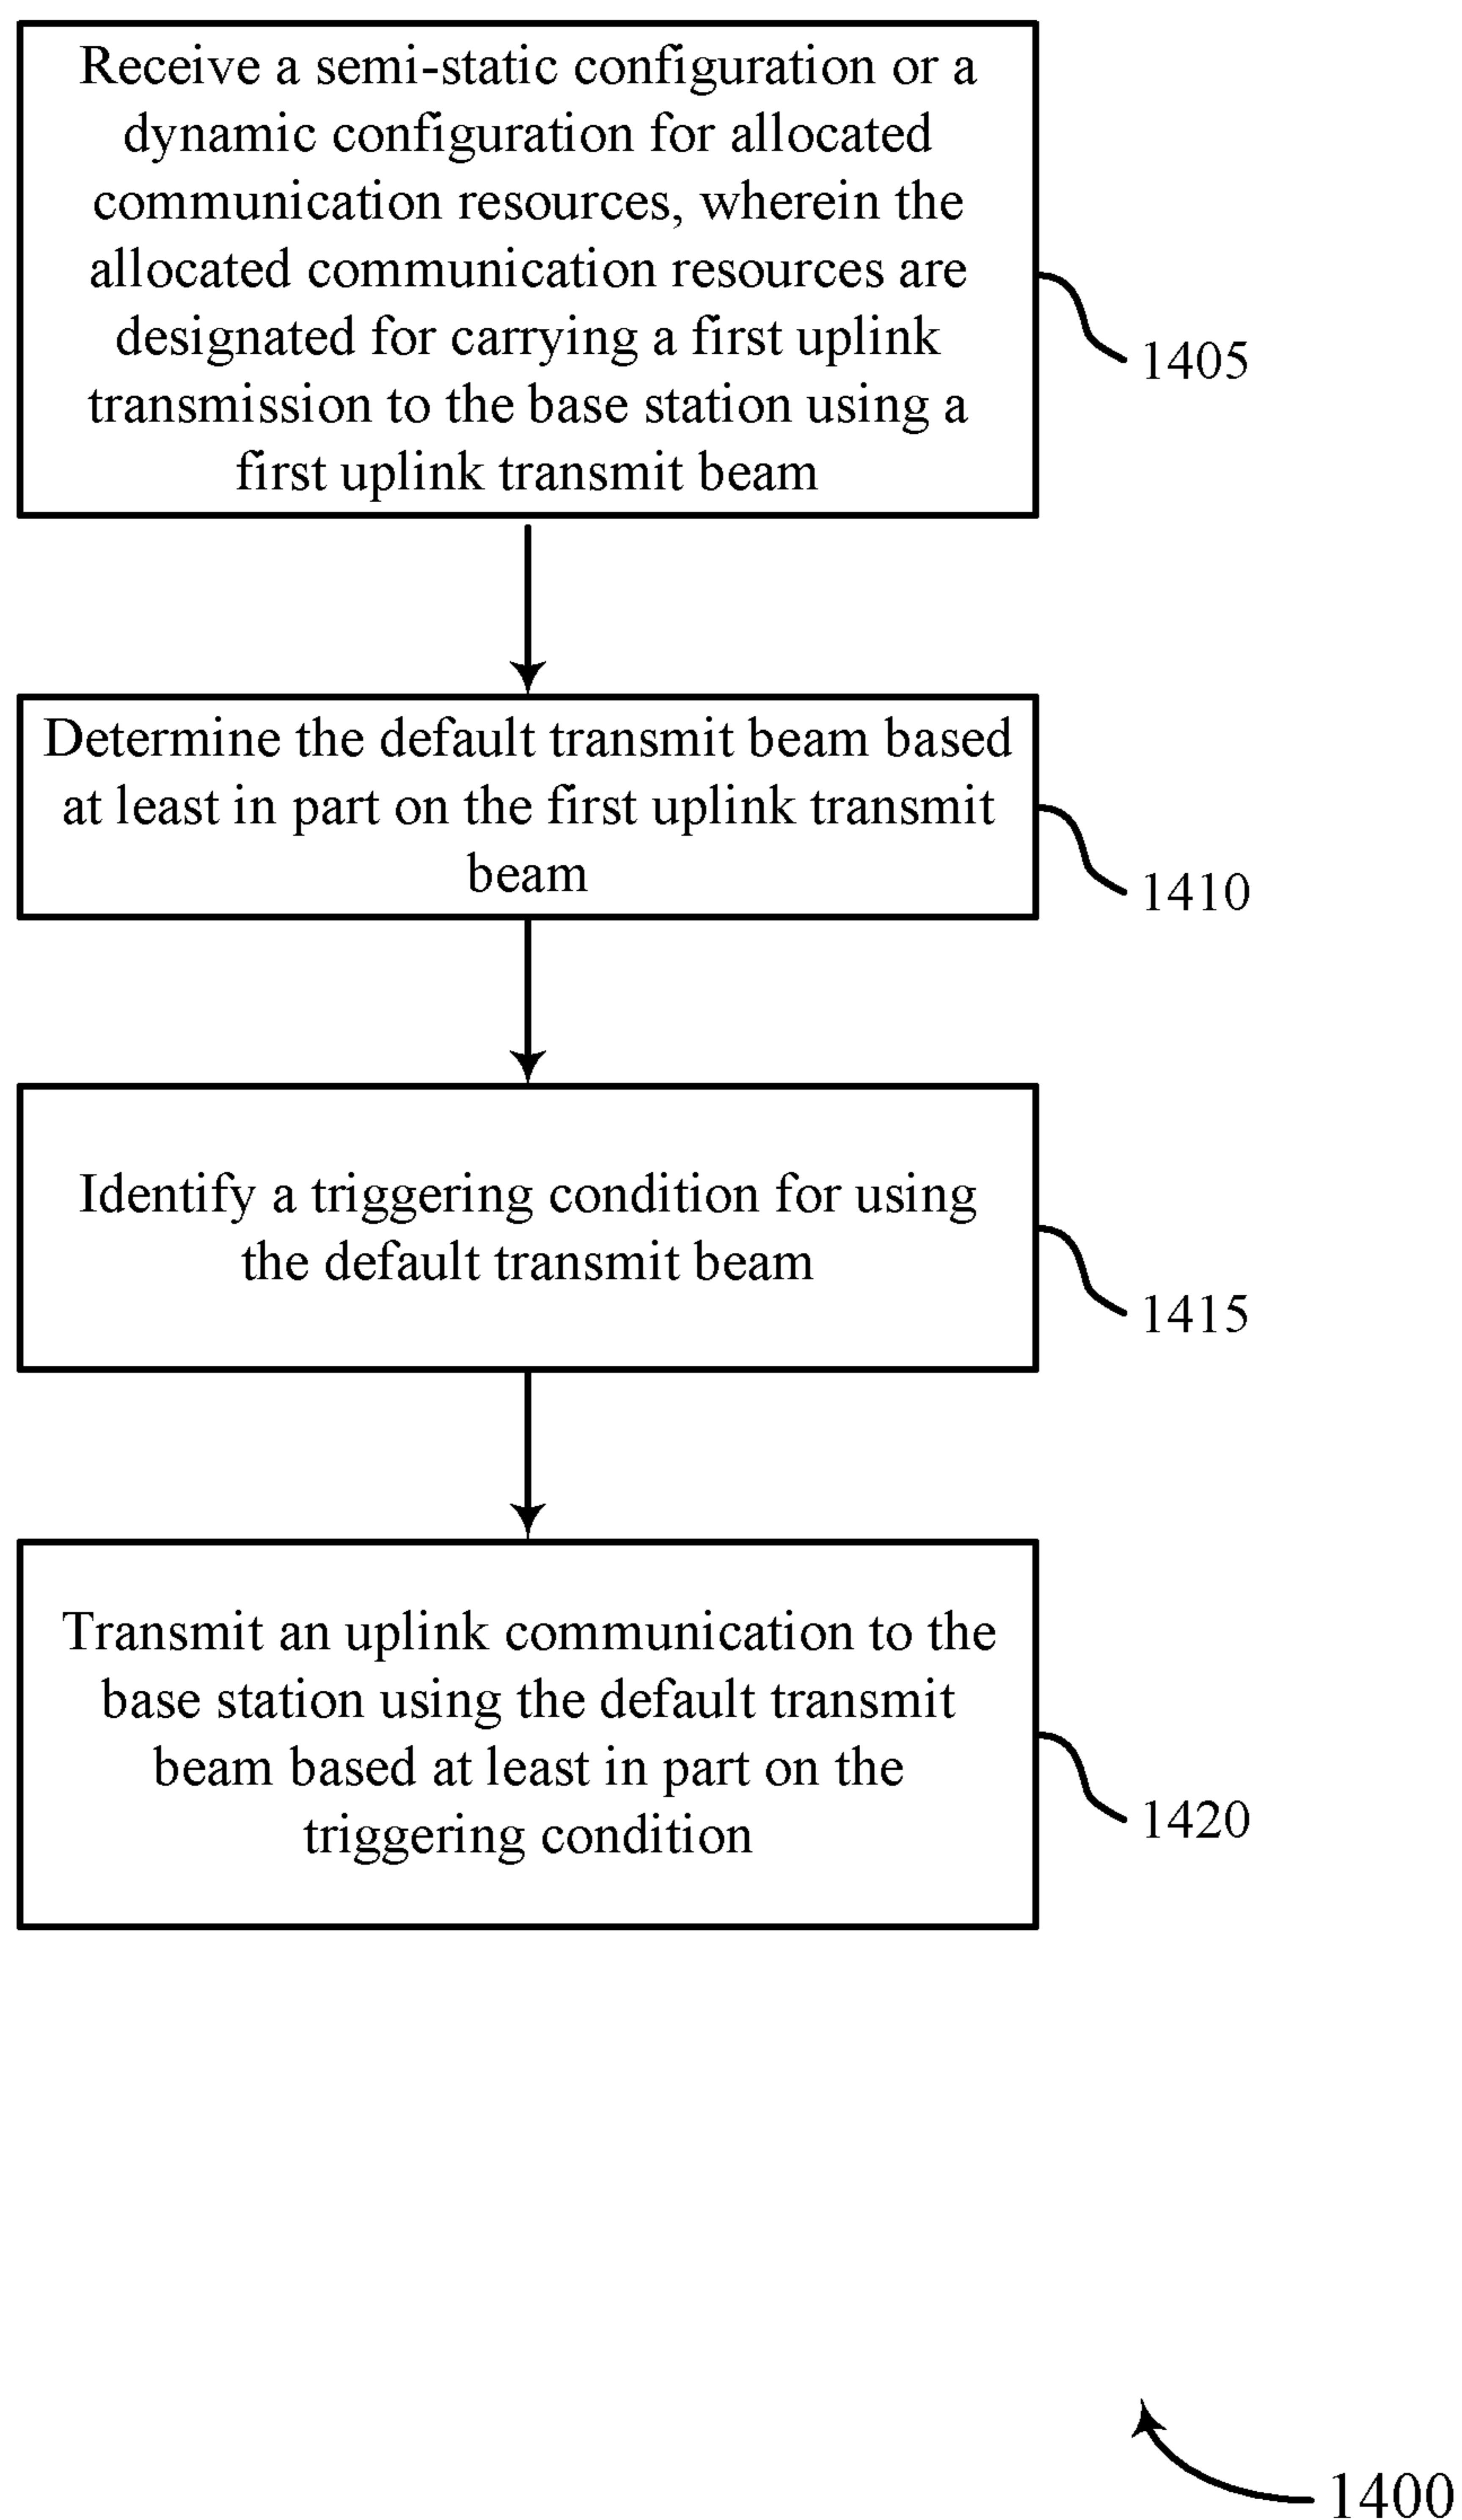 Receive a semi-static configuration or a
dynamic configuration for allocated
communication resources, wherein the
allocated communication resources are
designated for carrying a first uplink
transmission to the base station using a
first uplink transmit beam
1405
Determine the default transmit beam based
at least in part on the first uplink transmit
beam
1410
Identify a triggering condition for using
the default transmit beam
1415
Transmit an uplink communication to the
base station using the default transmit
beam based at least in part on the
triggering condition
1420
1400